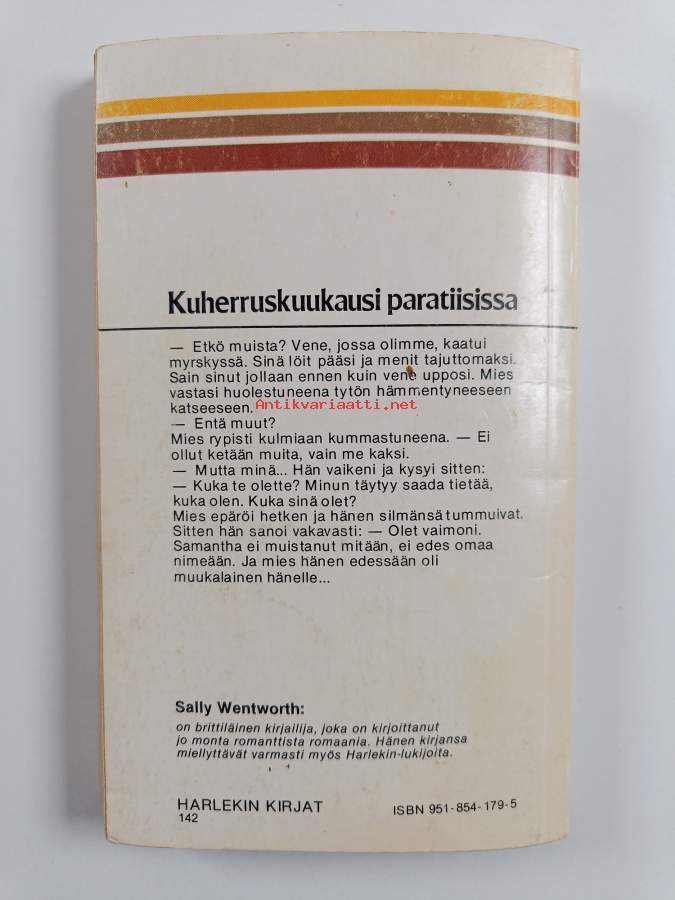 Kuherruskuukausi paratiisissa
— Etkö muista? Vene, jossa olimme, kaatui
myrskyssä. Sinä löit pääsi ja menit tajuttomaksi.
Sain sinut jollaan ennen kuin vene upposi. Mies
vastasi huolestuneena tytön hämmentyneeseen
katseeseen.
Antikvariaatti.net
— Entä muut?
Mies rypisti kulmiaan kummastuneena. — Ei
ollut ketään muita, vain me kaksi.
— Mutta minä... Hän vaikeni ja kysyi sitten:
— Kuka te olette? Minun täytyy saada tietää,
kuka olen. Kuka sinä olet?
Mies epäröi hetken ja hänen silmänsä tummuivat.
Sitten hän sanoi vakavasti: — Olet vaimoni.
Samantha ei muistanut mitään, ei edes omaa
nimeään. Ja mies hänen edessään oli
muukalainen hänelle...
Sally Wentworth:
on brittiläinen kirjailija, joka on kirjoittanut
jo monta romanttista romaania. Hänen kirjansa
miellyttävät varmasti myös Harlekin-lukijoita.
HARLEKIN KIRJAT
142
ISBN 951-854-179-5